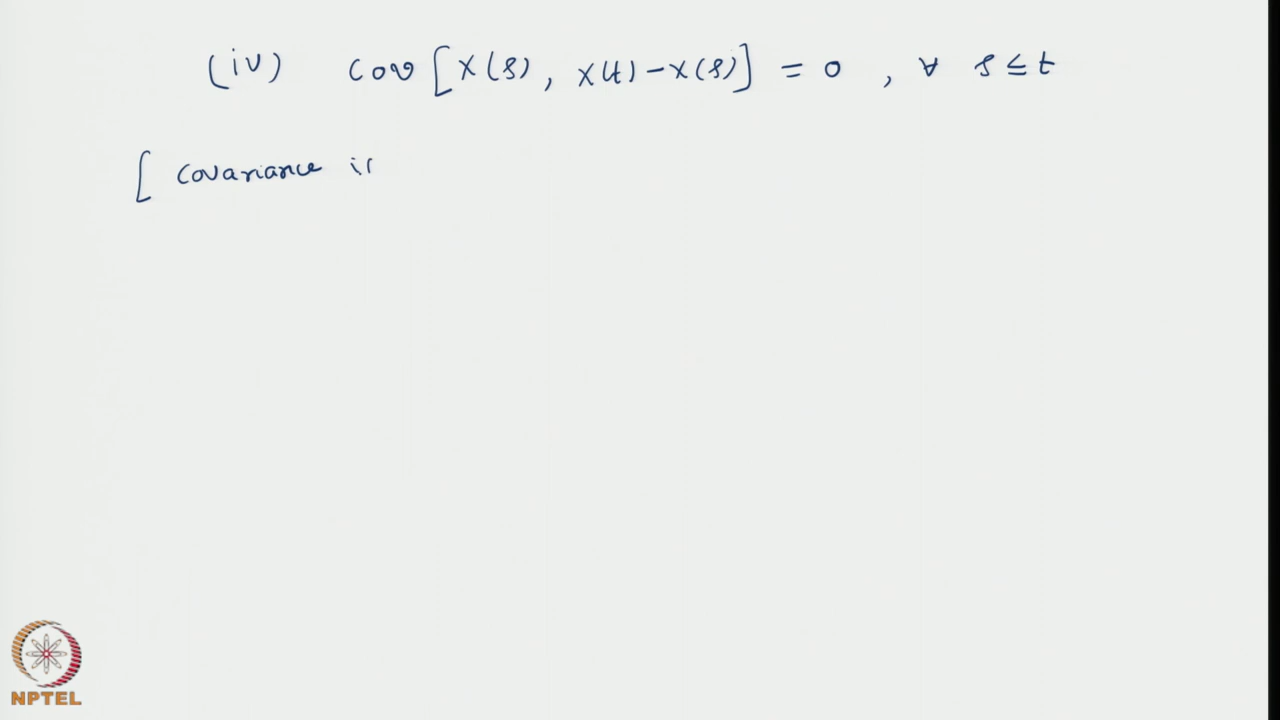 (iv) Cov [X(s), X(t) - X(s)] = 0, ∀ s ≤ t
[ Covariance i
NPTEL